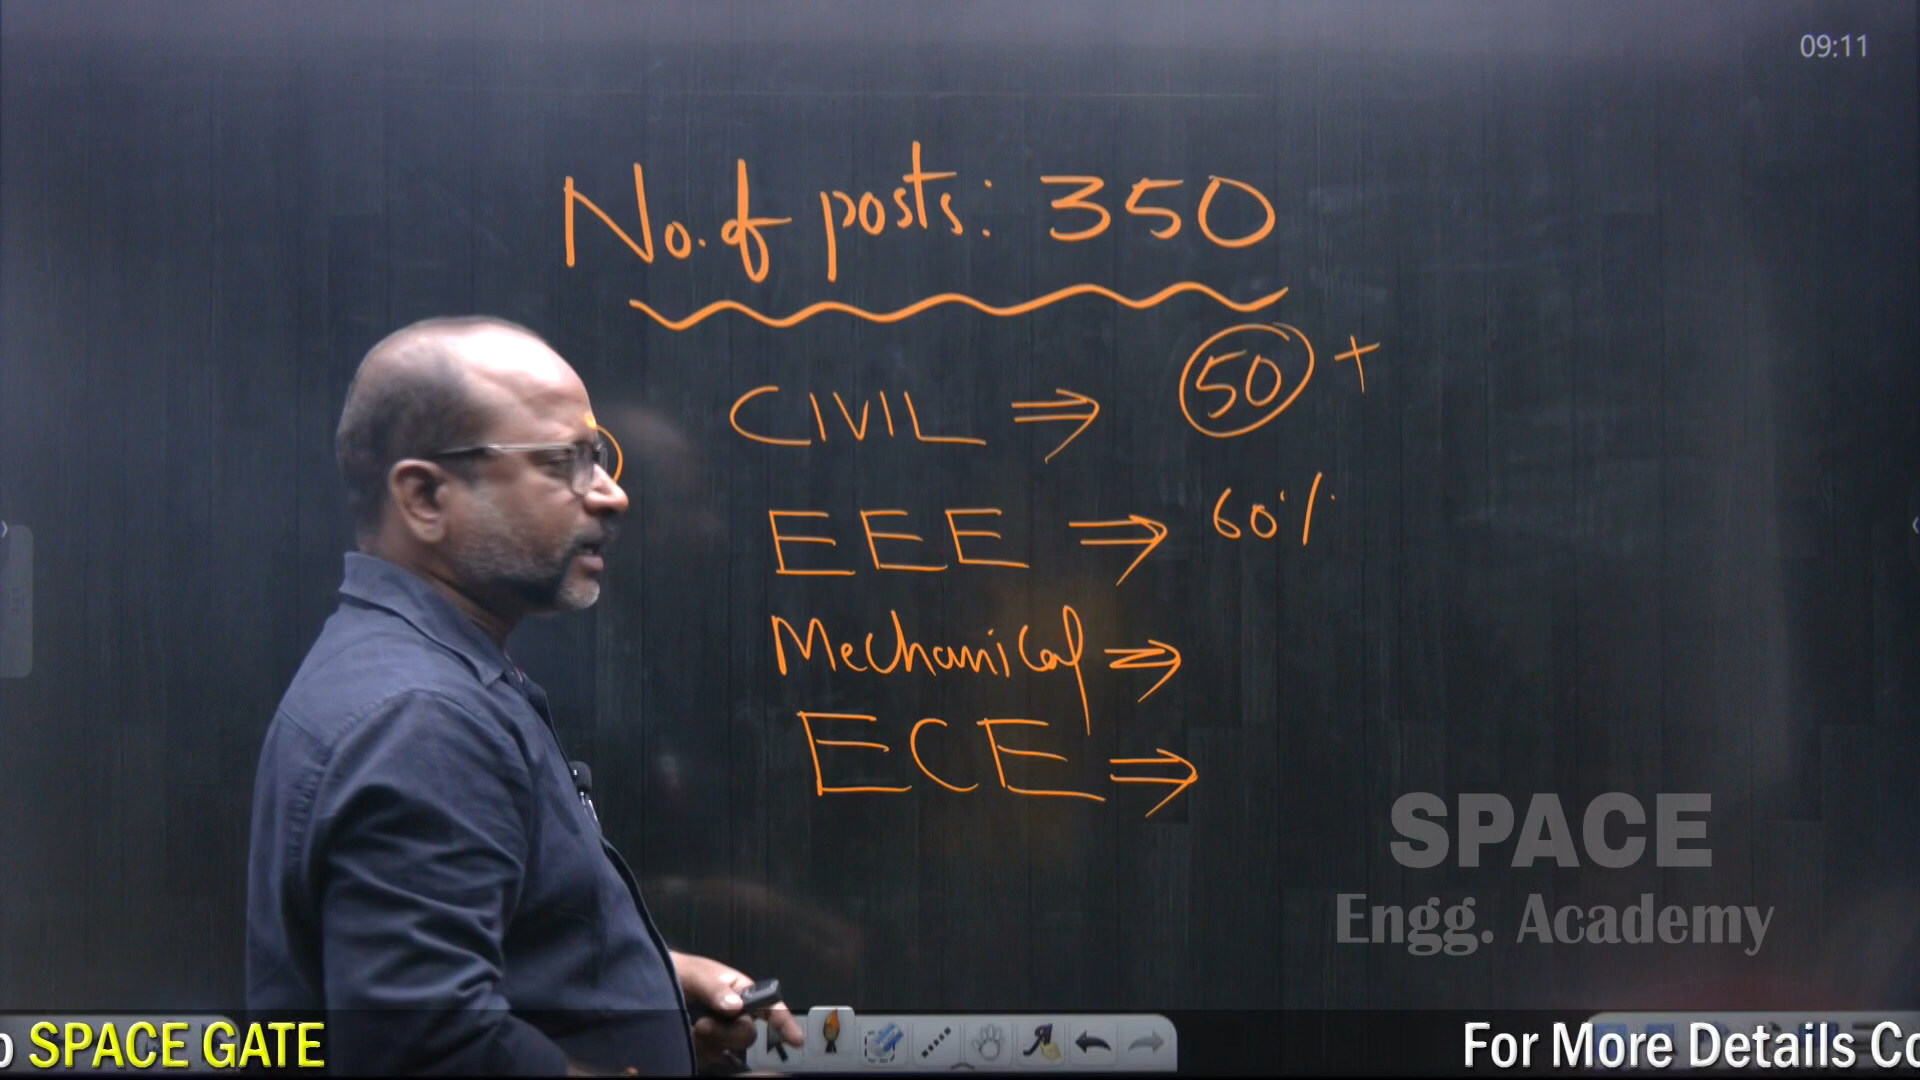 09:11
No. of posts: 350
CIVIL ⇒ 50 +
EEE ⇒ 60%
Mechanical ⇒
ECE ⇒
SPACE
Engg. Academy
SPACE GATE
For More Details